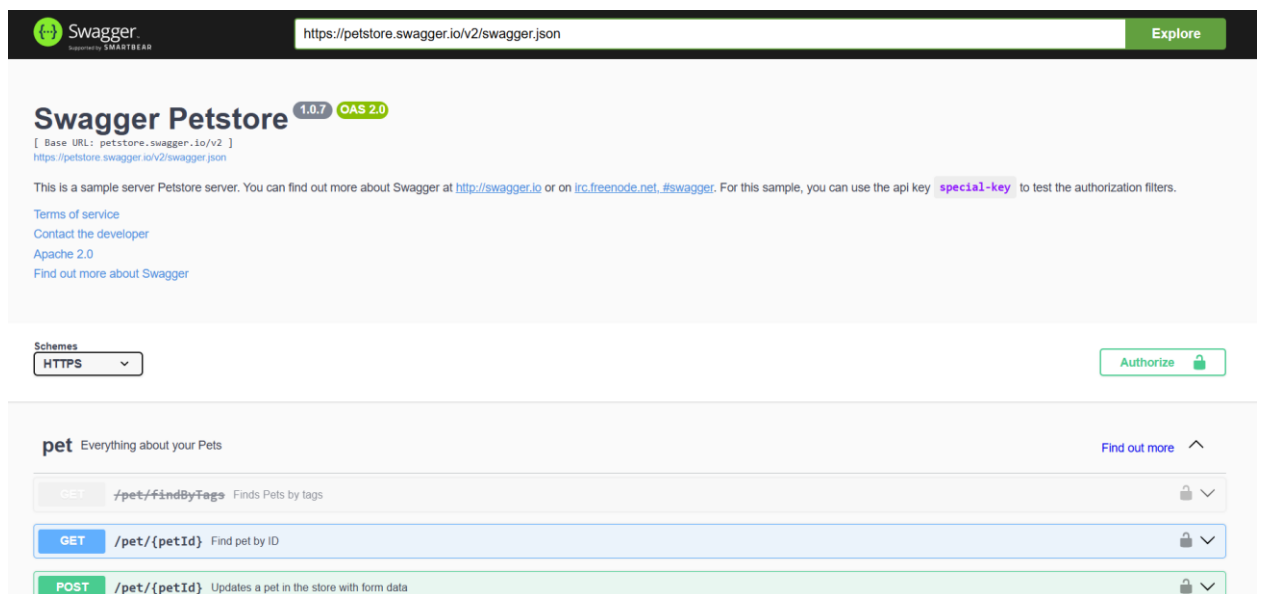 Swagger.
Supported by SMARTBEAR
https://petstore.swagger.io/v2/swagger.json
Explore
Swagger Petstore 1.0.7 OAS 2.0
[ Base URL: petstore.swagger.io/v2 ]
https://petstore.swagger.io/v2/swagger.json
This is a sample server Petstore server. You can find out more about Swagger at http://swagger.io or on irc.freenode.net, #swagger. For this sample, you can use the api key special-key to test the authorization filters.
Terms of service
Contact the developer
Apache 2.0
Find out more about Swagger
Schemes
HTTPS
Authorize
pet Everything about your Pets
Find out more
GET /pet/findByTags Finds Pets by tags
GET /pet/{petId} Find pet by ID
POST /pet/{petId} Updates a pet in the store with form data